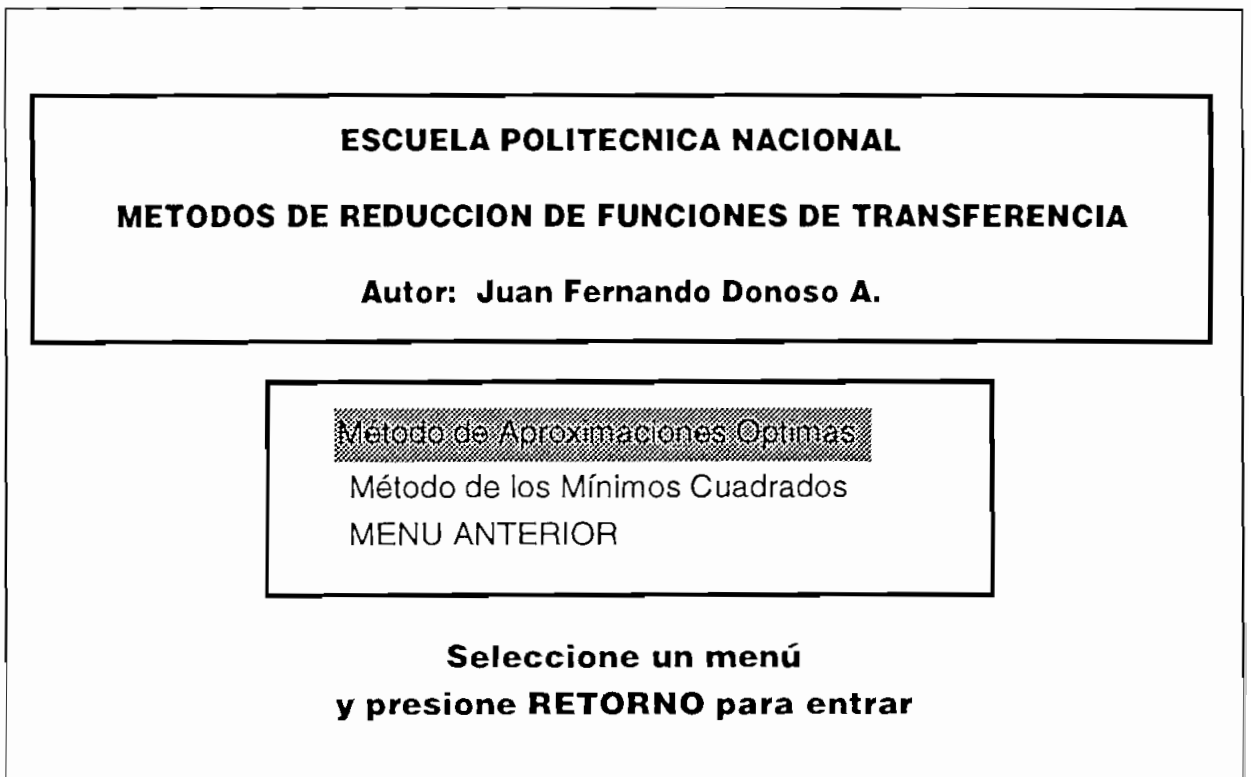 ESCUELA POLITECNICA NACIONAL
METODOS DE REDUCCION DE FUNCIONES DE TRANSFERENCIA
Autor: Juan Fernando Donoso A.
Método de Aproximaciones Optimas
Método de los Mínimos Cuadrados
MENU ANTERIOR
Seleccione un menú
y presione RETORNO para entrar